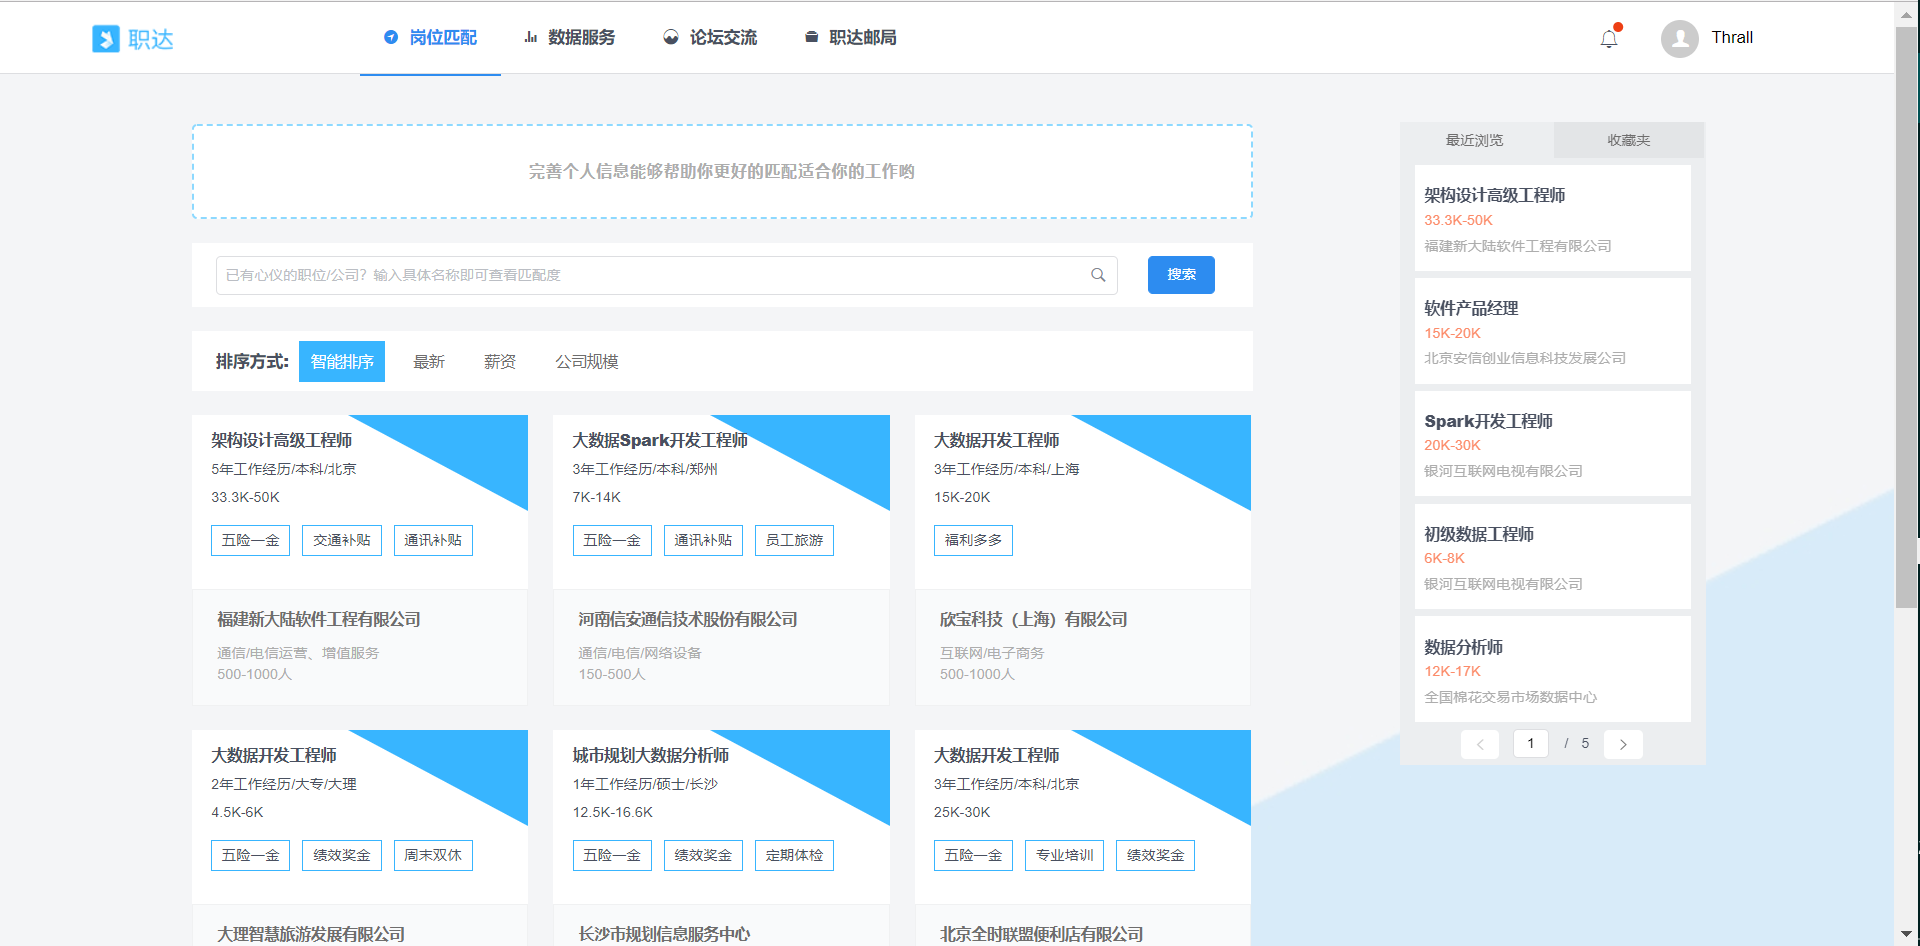 职达
岗位匹配
数据服务
论坛交流
职达邮局
Thrall
完善个人信息能够帮助你更好的匹配适合你的工作哟
已有心仪的职位/公司？输入具体名称即可查看匹配度
搜索
排序方式:
智能排序
最新
薪资
公司规模
架构设计高级工程师
5年工作经历/本科/北京
33.3K-50K
五险一金
交通补贴
通讯补贴
福建新大陆软件工程有限公司
通信/电信运营、增值服务
500-1000人
大数据Spark开发工程师
3年工作经历/本科/郑州
7K-14K
五险一金
通讯补贴
员工旅游
河南信安通信技术股份有限公司
通信/电信/网络设备
150-500人
大数据开发工程师
3年工作经历/本科/上海
15K-20K
福利多多
欣宝科技（上海）有限公司
互联网/电子商务
500-1000人
大数据开发工程师
2年工作经历/大专/大理
4.5K-6K
五险一金
绩效奖金
周末双休
大理智慧旅游发展有限公司
城市规划大数据分析师
1年工作经历/硕士/长沙
12.5K-16.6K
五险一金
绩效奖金
定期体检
长沙市规划信息服务中心
大数据开发工程师
3年工作经历/本科/北京
25K-30K
五险一金
专业培训
绩效奖金
北京全时联盟便利店有限公司
最近浏览
收藏夹
架构设计高级工程师
33.3K-50K
福建新大陆软件工程有限公司
软件产品经理
15K-20K
北京安信创业信息科技发展公司
Spark开发工程师
20K-30K
银河互联网电视有限公司
初级数据工程师
6K-8K
银河互联网电视有限公司
数据分析师
12K-17K
全国棉花交易市场数据中心
1 / 5